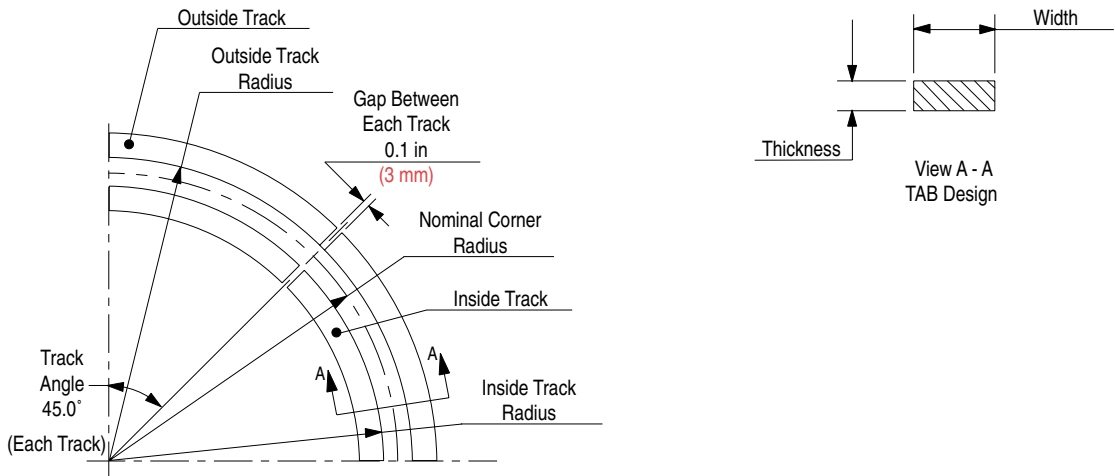 Outside Track
Outside Track
Radius
Gap Between
Each Track
0.1 in
(3 mm)
Nominal Corner
Radius
Inside Track
A
A
Track
Angle
45.0˚
(Each Track)
Inside Track
Radius
Width
Thickness
View A - A
TAB Design